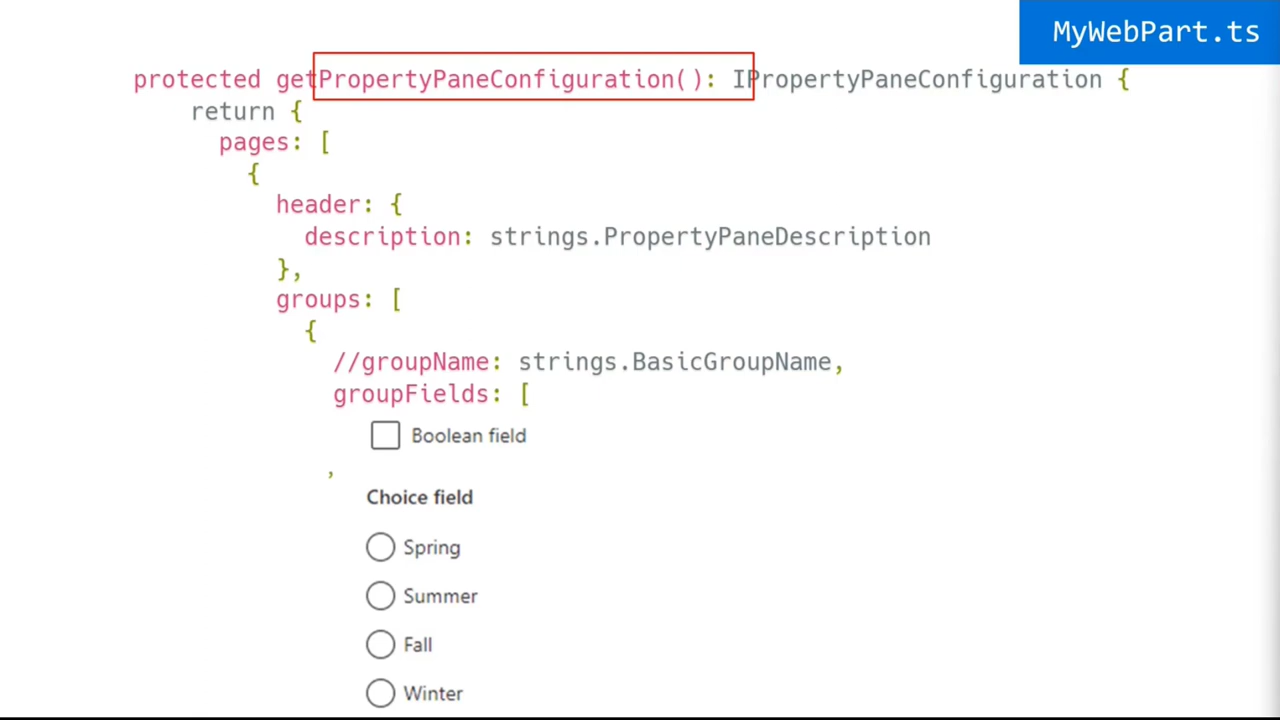 MyWebPart.ts
protected getPropertyPaneConfiguration(): IPropertyPaneConfiguration {
return {
pages: [
{
header: {
description: strings.PropertyPaneDescription
},
groups: [
{
//groupName: strings.BasicGroupName,
groupFields: [
Boolean field
,
Choice field
Spring
Summer
Fall
Winter